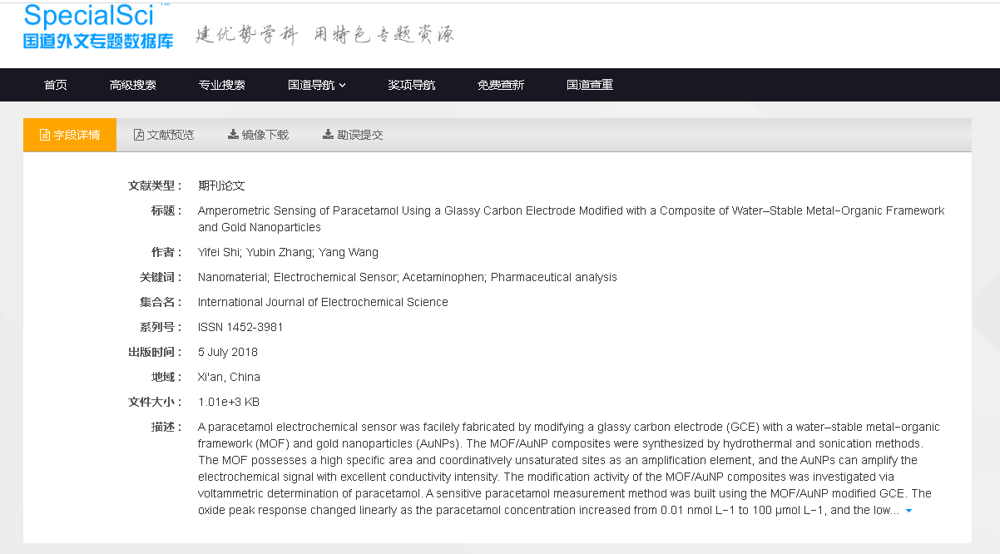 SpecialSci™
国道外文专题数据库
建优势学科 用特色专题资源
首页 高级搜索 专业搜索 国道导航 奖项导航 免费查新 国道查重
字段详情 文献预览 镜像下载 勘误提交
文献类型： 期刊论文
标题： Amperometric Sensing of Paracetamol Using a Glassy Carbon Electrode Modified with a Composite of Water–Stable Metal−Organic Framework
and Gold Nanoparticles
作者： Yifei Shi; Yubin Zhang; Yang Wang
关键词： Nanomaterial; Electrochemical Sensor; Acetaminophen; Pharmaceutical analysis
集合名： International Journal of Electrochemical Science
系列号： ISSN 1452-3981
出版时间： 5 July 2018
地域： Xi'an, China
文件大小： 1.01e+3 KB
描述： A paracetamol electrochemical sensor was facilely fabricated by modifying a glassy carbon electrode (GCE) with a water–stable metal−organic
framework (MOF) and gold nanoparticles (AuNPs). The MOF/AuNP composites were synthesized by hydrothermal and sonication methods.
The MOF possesses a high specific area and coordinatively unsaturated sites as an amplification element, and the AuNPs can amplify the
electrochemical signal with excellent conductivity intensity. The modification activity of the MOF/AuNP composites was investigated via
voltammetric determination of paracetamol. A sensitive paracetamol measurement method was built using the MOF/AuNP modified GCE. The
oxide peak response changed linearly as the paracetamol concentration increased from 0.01 nmol L−1 to 100 μmol L−1, and the low...